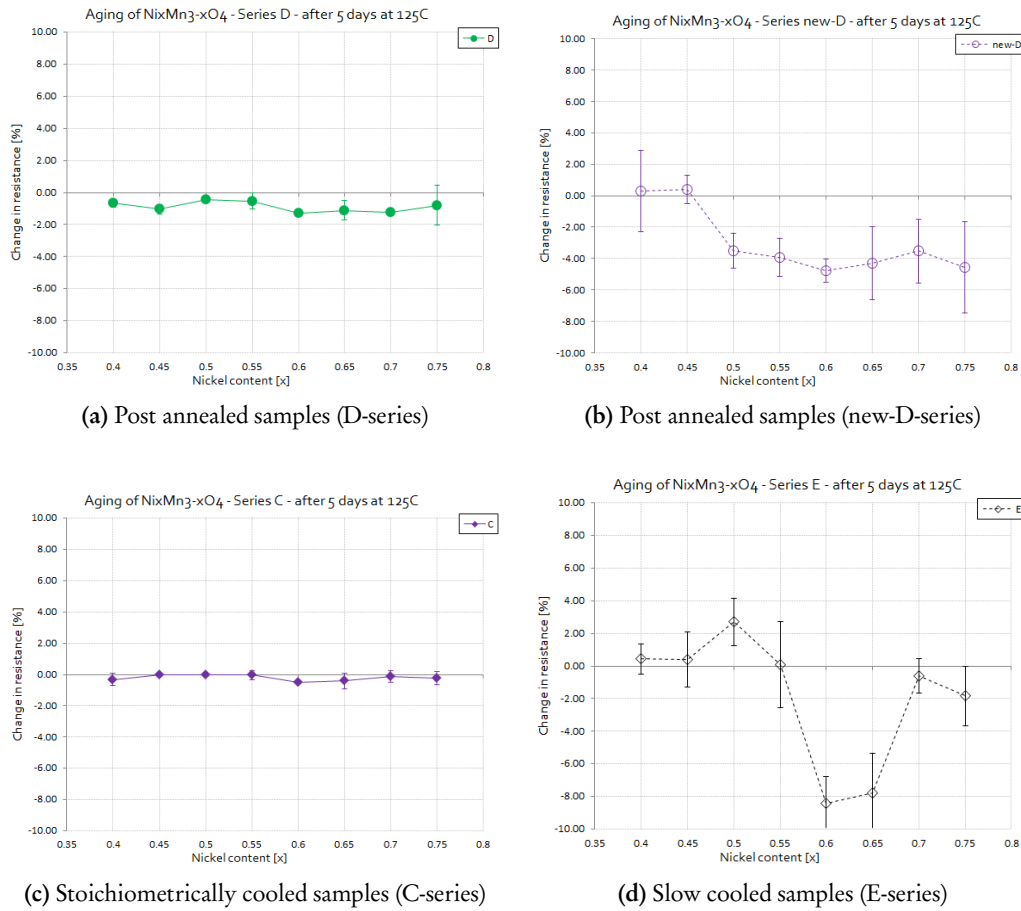 Aging of NixMn3-xO4 - Series D - after 5 days at 125C
D
10.00
8.00
6.00
4.00
2.00
0.00
-2.00
-4.00
-6.00
-8.00
-10.00
Change in resistance [%]
0.35 0.4 0.45 0.5 0.55 0.6 0.65 0.7 0.75 0.8
Nickel content [x]
(a) Post annealed samples (D-series)
Aging of NixMn3-xO4 - Series new-D - after 5 days at 125C
new-D
10.00
8.00
6.00
4.00
2.00
0.00
-2.00
-4.00
-6.00
-8.00
-10.00
Change in resistance [%]
0.35 0.4 0.45 0.5 0.55 0.6 0.65 0.7 0.75 0.8
Nickel content [x]
(b) Post annealed samples (new-D-series)
Aging of NixMn3-xO4 - Series C - after 5 days at 125C
C
10.00
8.00
6.00
4.00
2.00
0.00
-2.00
-4.00
-6.00
-8.00
-10.00
Change in resistance [%]
0.35 0.4 0.45 0.5 0.55 0.6 0.65 0.7 0.75 0.8
Nickel content [x]
(c) Stoichiometrically cooled samples (C-series)
Aging of NixMn3-xO4 - Series E - after 5 days at 125C
E
10.00
8.00
6.00
4.00
2.00
0.00
-2.00
-4.00
-6.00
-8.00
-10.00
Change in resistance [%]
0.35 0.4 0.45 0.5 0.55 0.6 0.65 0.7 0.75 0.8
Nickel content [x]
(d) Slow cooled samples (E-series)